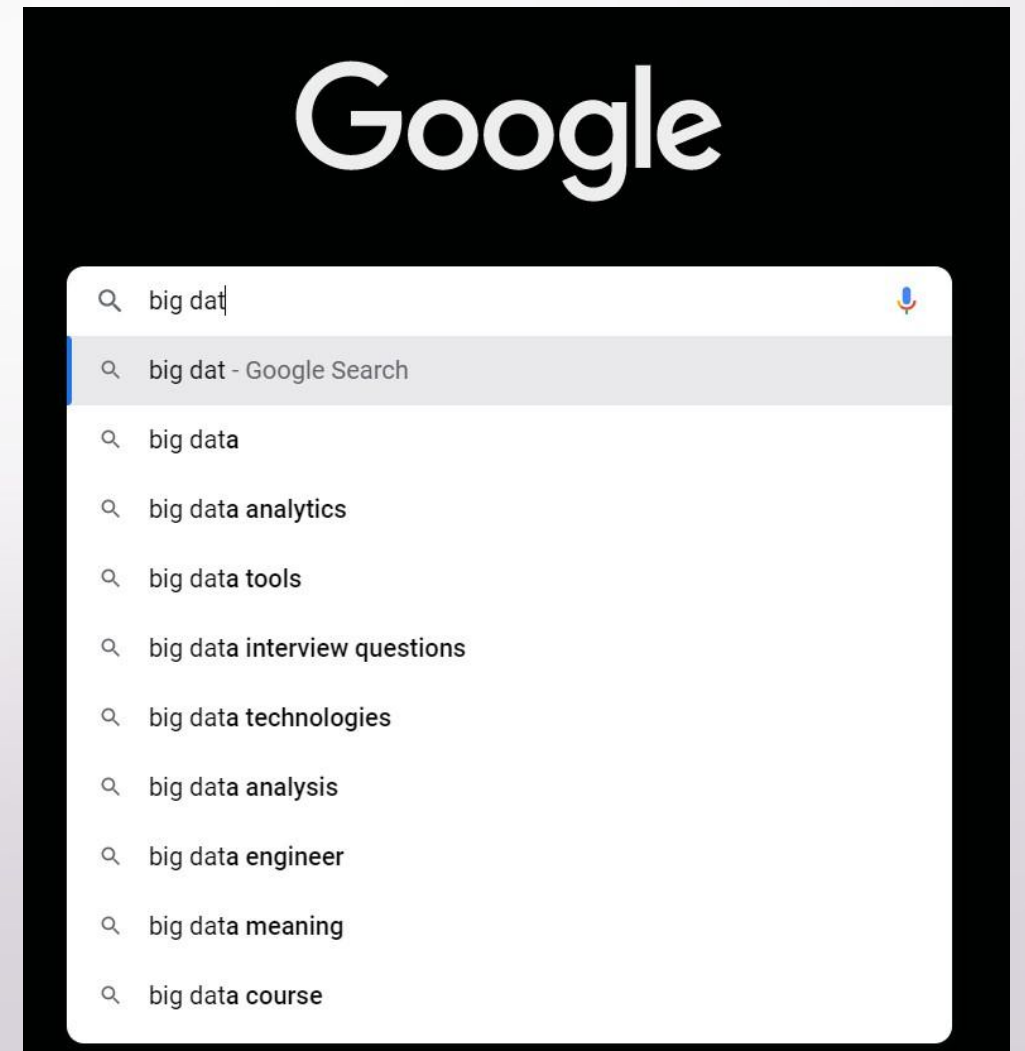 Google
big dat
big dat - Google Search
big data
big data analytics
big data tools
big data interview questions
big data technologies
big data analysis
big data engineer
big data meaning
big data course